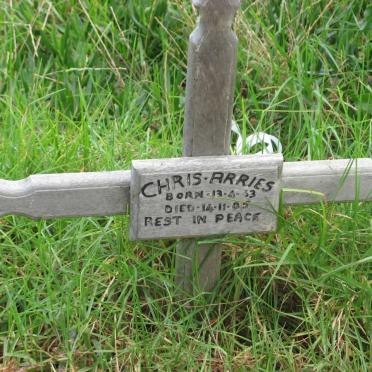 CHRIS·ARRIES
BORN-13-6-53
DIED-14-11-05
REST IN PEACE